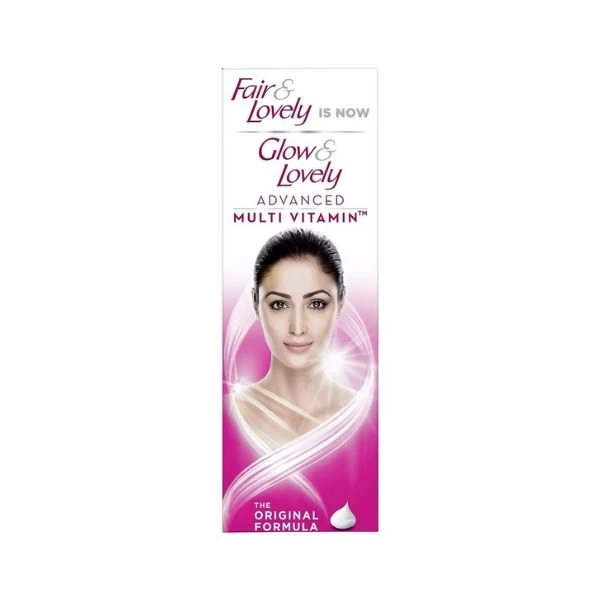 Fair &
Lovely IS NOW
Glow &
Lovely
ADVANCED
MULTI VITAMIN™
THE
ORIGINAL
FORMULA